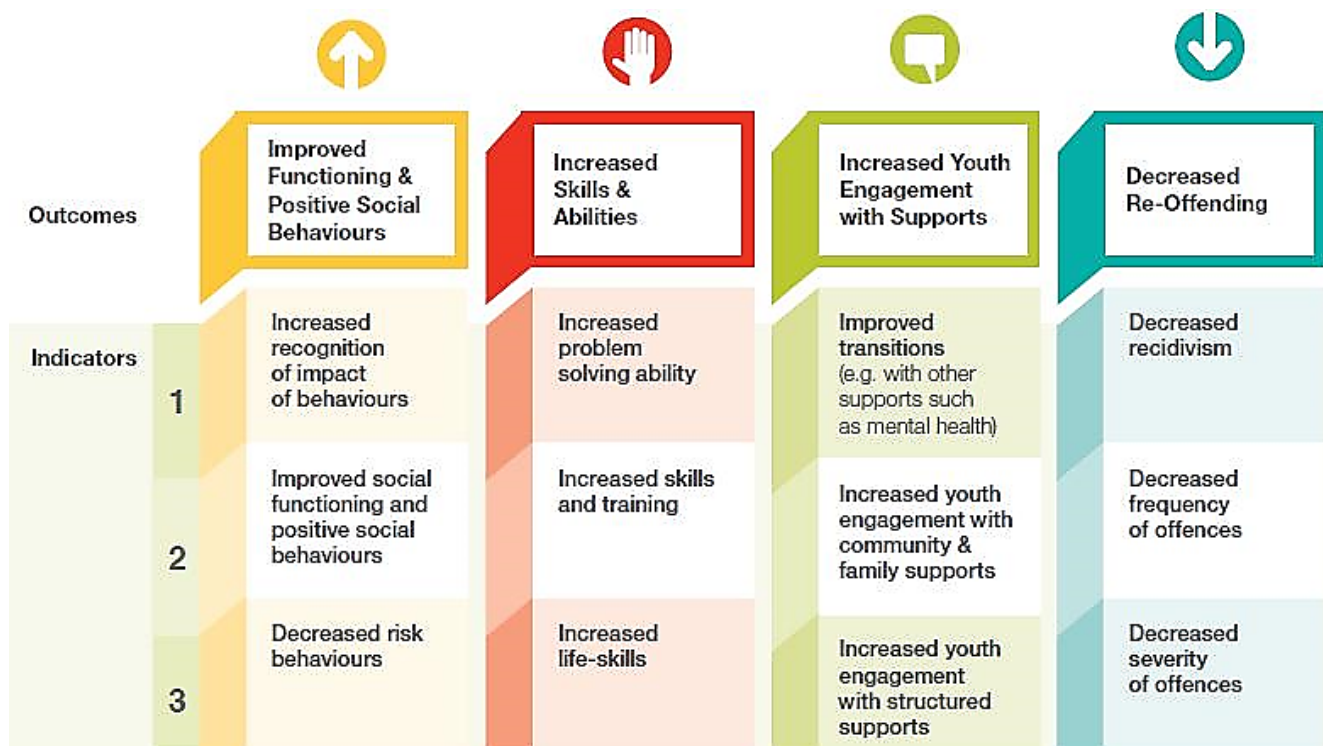 Outcomes
Improved
Functioning &
Positive Social
Behaviours
Increased
Skills &
Abilities
Increased Youth
Engagement
with Supports
Decreased
Re-Offending
Indicators
1
Increased
recognition
of impact
of behaviours
Increased
problem
solving ability
Improved
transitions
(e.g. with other
supports such
as mental health)
Decreased
recidivism
2
Improved social
functioning and
positive social
behaviours
Increased skills
and training
Increased youth
engagement with
community &
family supports
Decreased
frequency
of offences
3
Decreased risk
behaviours
Increased
life-skills
Increased youth
engagement
with structured
supports
Decreased
severity
of offences